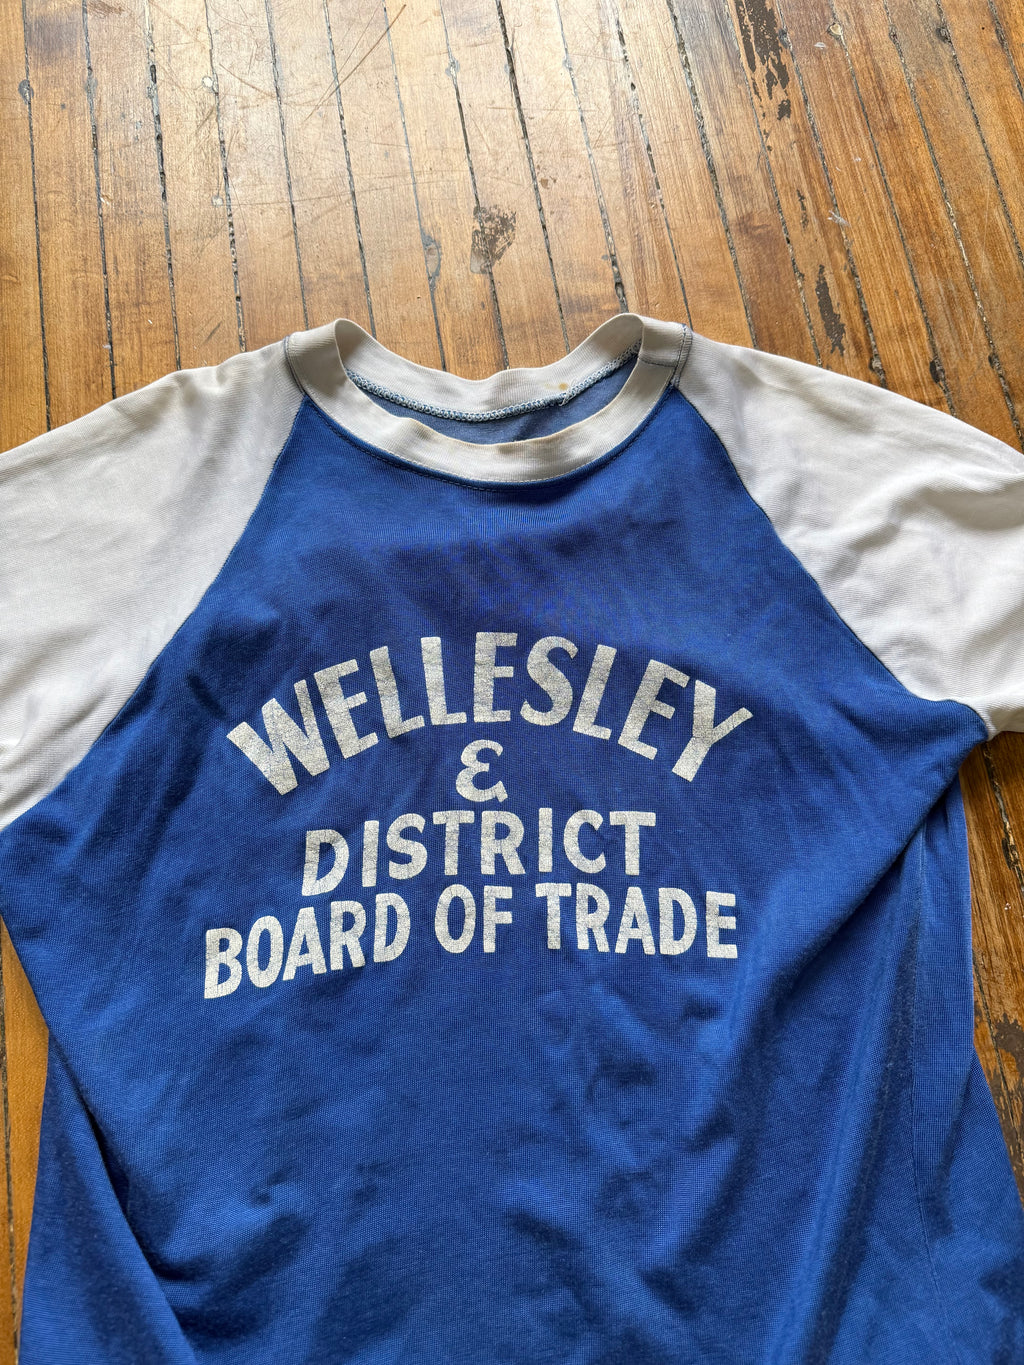 WELLESLEY
&
DISTRICT
BOARD OF TRADE